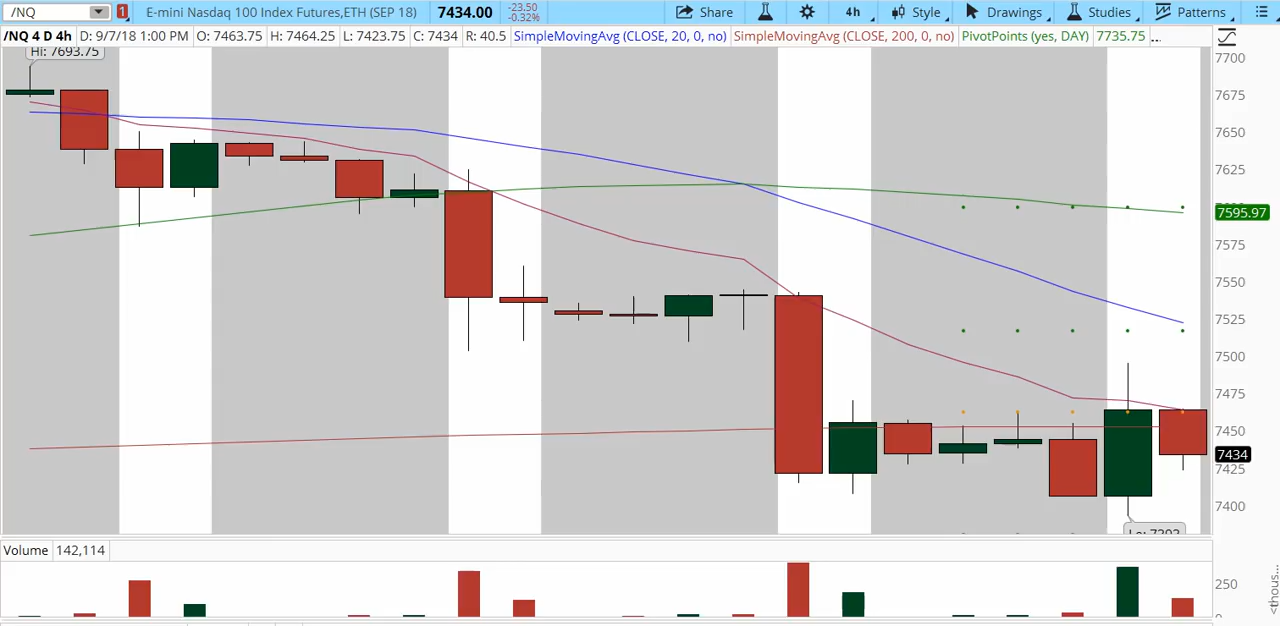 /NQ 1 E-mini Nasdaq 100 Index Futures,ETH (SEP 18) 7434.00 -23.50 -0.32% Share 4h Style Drawings Studies Patterns
/NQ 4 D 4h D: 9/7/18 1:00 PM O: 7463.75 H: 7464.25 L: 7423.75 C: 7434 R: 40.5 SimpleMovingAvg (CLOSE, 20, 0, no) SimpleMovingAvg (CLOSE, 200, 0, no) PivotPoints (yes, DAY) 7735.75 ...
Hi: 7693.75
7700
7675
7650
7625
7595.97
7575
7550
7525
7500
7475
7450
7434
7425
7400
Lo: 7393
Volume 142,114
250
0
<thous...